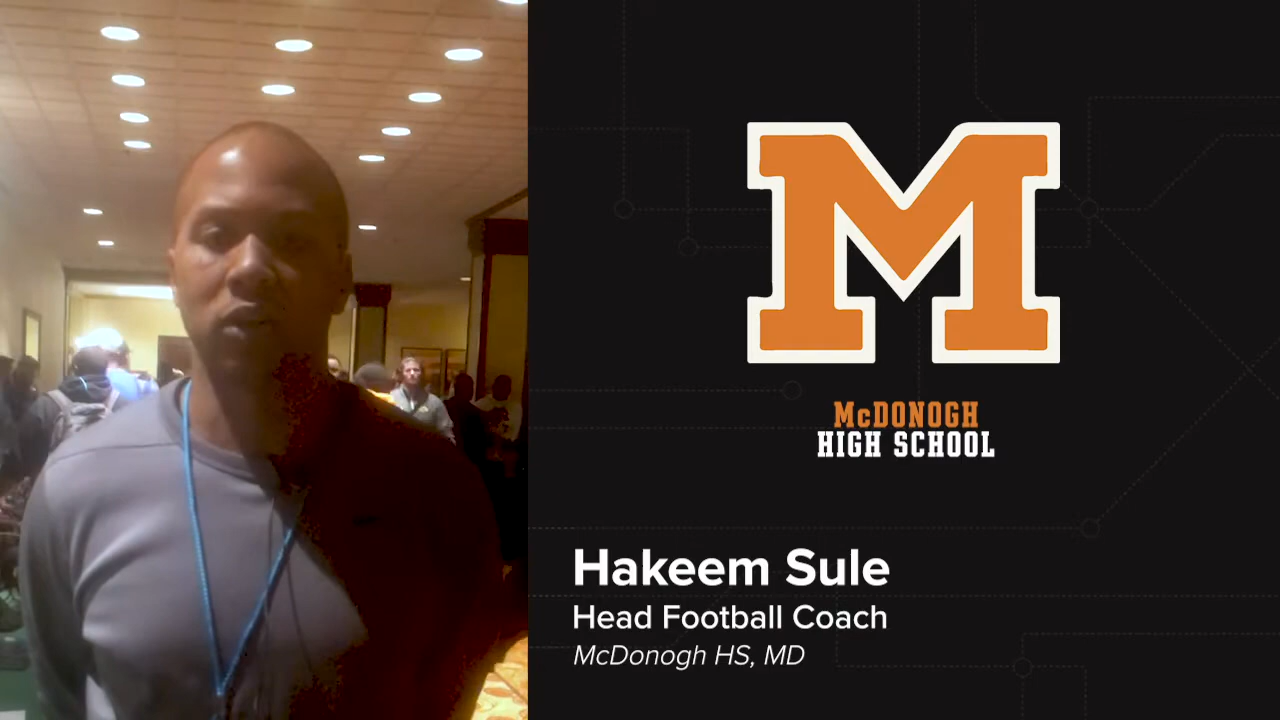 M
McDONOGH
HIGH SCHOOL
Hakeem Sule
Head Football Coach
McDonogh HS, MD